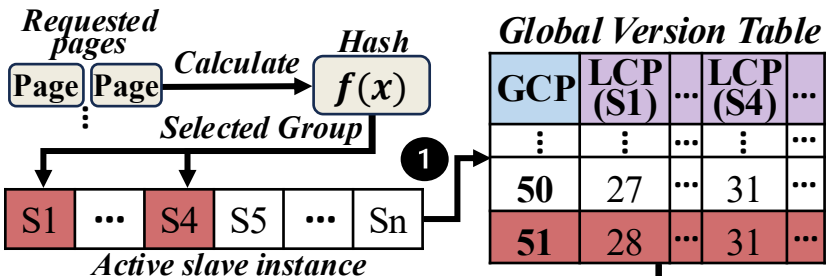 Requested
pages
Page Page
⋮
Calculate
Hash
f(x)
Selected Group
S1 ... S4 S5 ... Sn
Active slave instance
1
Global Version Table
GCP LCP (S1) ... LCP (S4) ...
⋮ ⋮ ... ⋮ ...
50 27 ... 31 ...
51 28 ... 31 ...